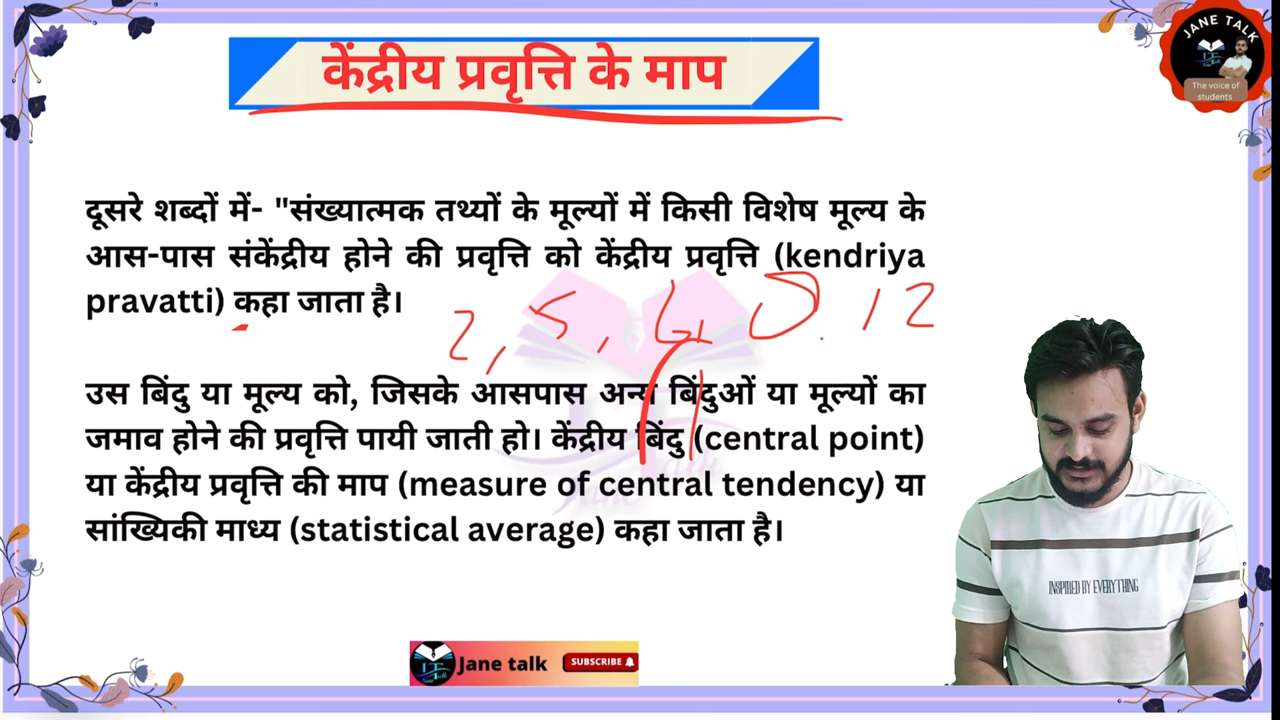 केंद्रीय प्रवृत्ति के माप
JANE TALK
The voice of
students
दूसरे शब्दों में- "संख्यात्मक तथ्यों के मूल्यों में किसी विशेष मूल्य के
आस-पास संकेंद्रीय होने की प्रवृत्ति को केंद्रीय प्रवृत्ति (kendriya
pravatti) कहा जाता है।
2, 5, 6, 12
उस बिंदु या मूल्य को, जिसके आसपास अन्य बिंदुओं या मूल्यों का
जमाव होने की प्रवृत्ति पायी जाती हो। केंद्रीय बिंदु (central point)
या केंद्रीय प्रवृत्ति की माप (measure of central tendency) या
सांख्यिकी माध्य (statistical average) कहा जाता है।
INSPIRED BY EVERYTHING
Jane talk
SUBSCRIBE